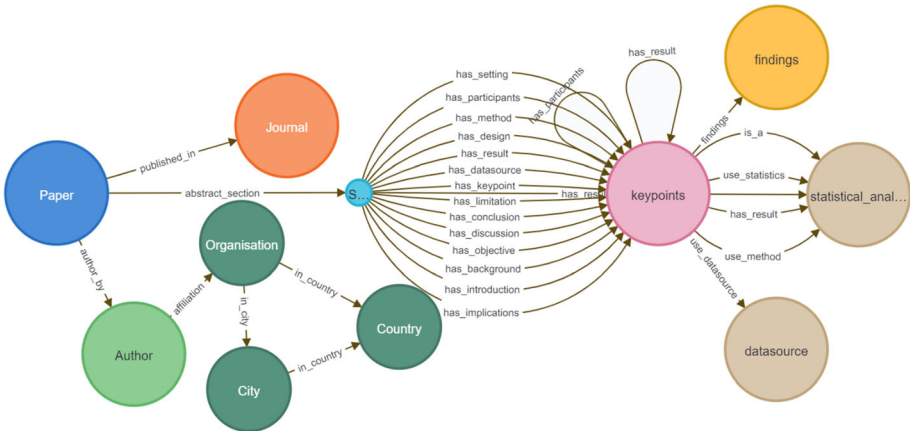 has_result
findings
has_participants
has_setting
has_participants
has_method
has_design
has_result
has_datasource
has_keypoint
has_limitation
has_conclusion
has_discussion
has_objective
has_background
has_introduction
has_implications
Journal
published_in
Paper
abstract_section
S...
has_resu
keypoints
findings
is_a
use_statistics
statistical_anal...
has_result
use_method
use_datasource
datasource
author_by
Author
affiliation
Organisation
in_country
in_city
Country
in_country
City